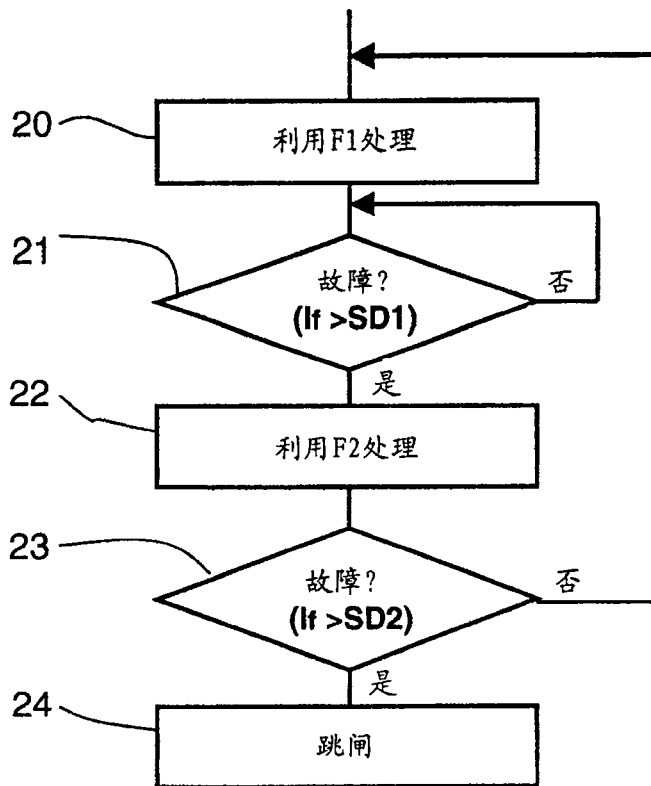 20
利用F1处理
21
故障?
(If >SD1)
否
是
22
利用F2处理
23
故障?
(If >SD2)
否
是
24
跳闸